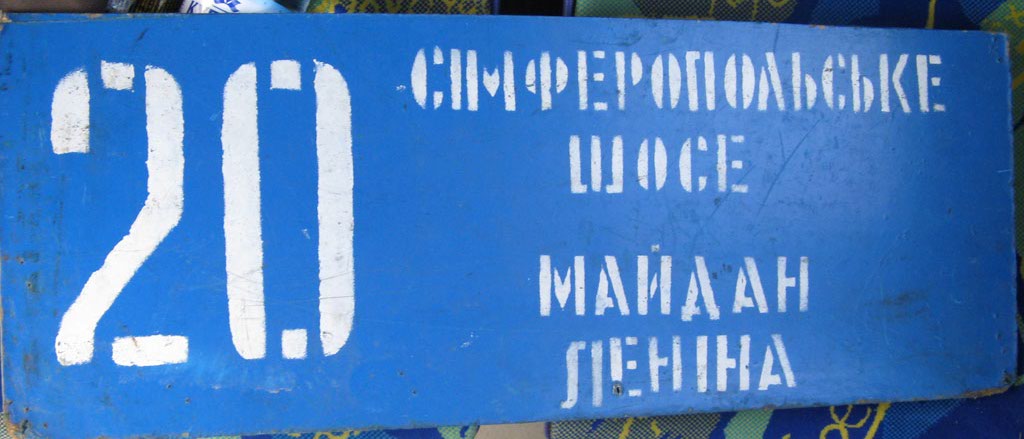 20
СІМФЕРОПОЛЬСЬКЕ
ШОСЕ
МАЙДАН
ЛЕНІНА